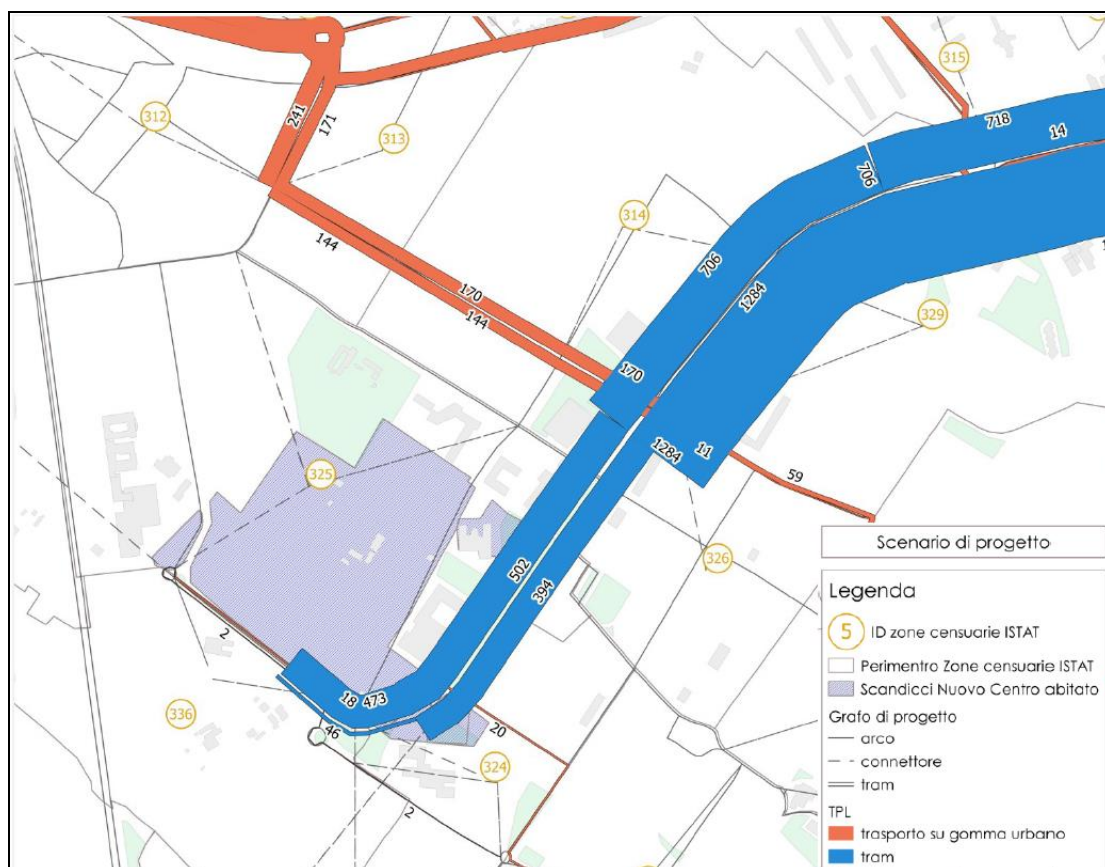 315
312
313
241
171
718
14
706
314
144
170
144
706
1284
329
170
1284
11
59
325
326
502
394
2
18
473
46
20
336
324
2
Scenario di progetto
Legenda
5 ID zone censuarie ISTAT
Perimentro Zone censuarie ISTAT
Scandicci Nuovo Centro abitato
Grafo di progetto
arco
connettore
tram
TPL
trasporto su gomma urbano
tram